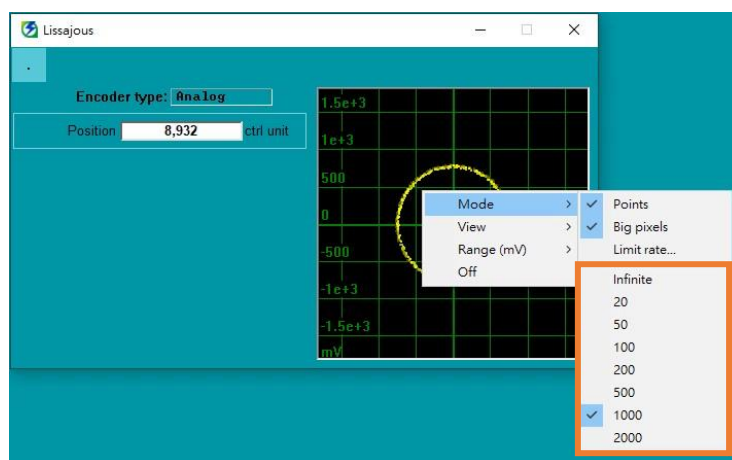 Lissajous
.
Encoder type: Analog
Position 8,932 ctrl unit
1.5e+3
1e+3
500
0
-500
-1e+3
-1.5e+3
mV
Mode
View
Range (mV)
Off
Points
Big pixels
Limit rate...
Infinite
20
50
100
200
500
1000
2000